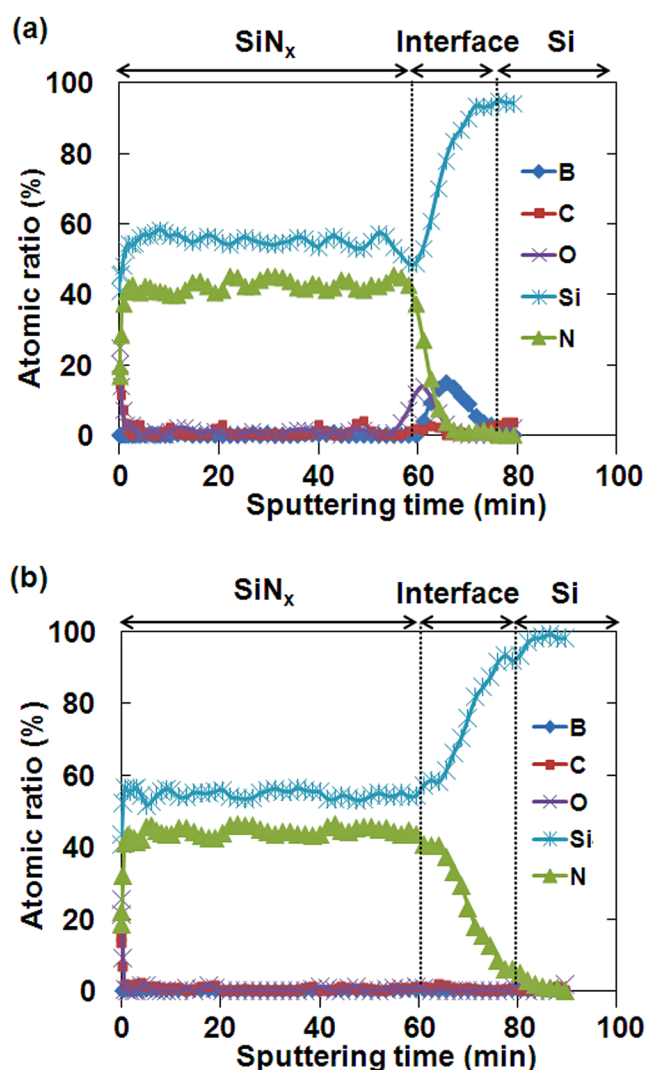 (a)
SiNx Interface Si
100
80
60
40
20
0
Atomic ratio (%)
B
C
O
Si
N
0 20 40 60 80 100
Sputtering time (min)
(b)
SiNx Interface Si
100
80
60
40
20
0
Atomic ratio (%)
B
C
O
Si
N
0 20 40 60 80 100
Sputtering time (min)